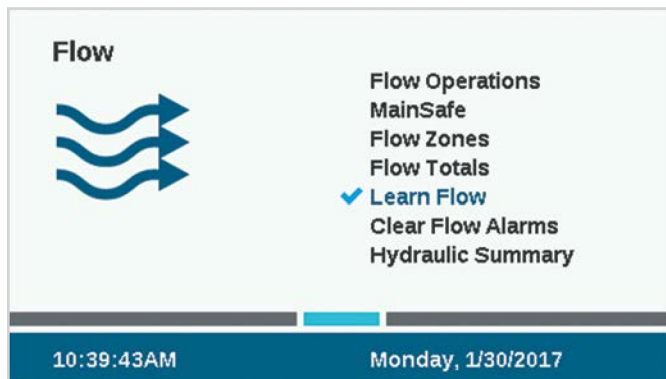 Flow
Flow Operations
MainSafe
Flow Zones
Flow Totals
Learn Flow
Clear Flow Alarms
Hydraulic Summary
10:39:43AM Monday, 1/30/2017